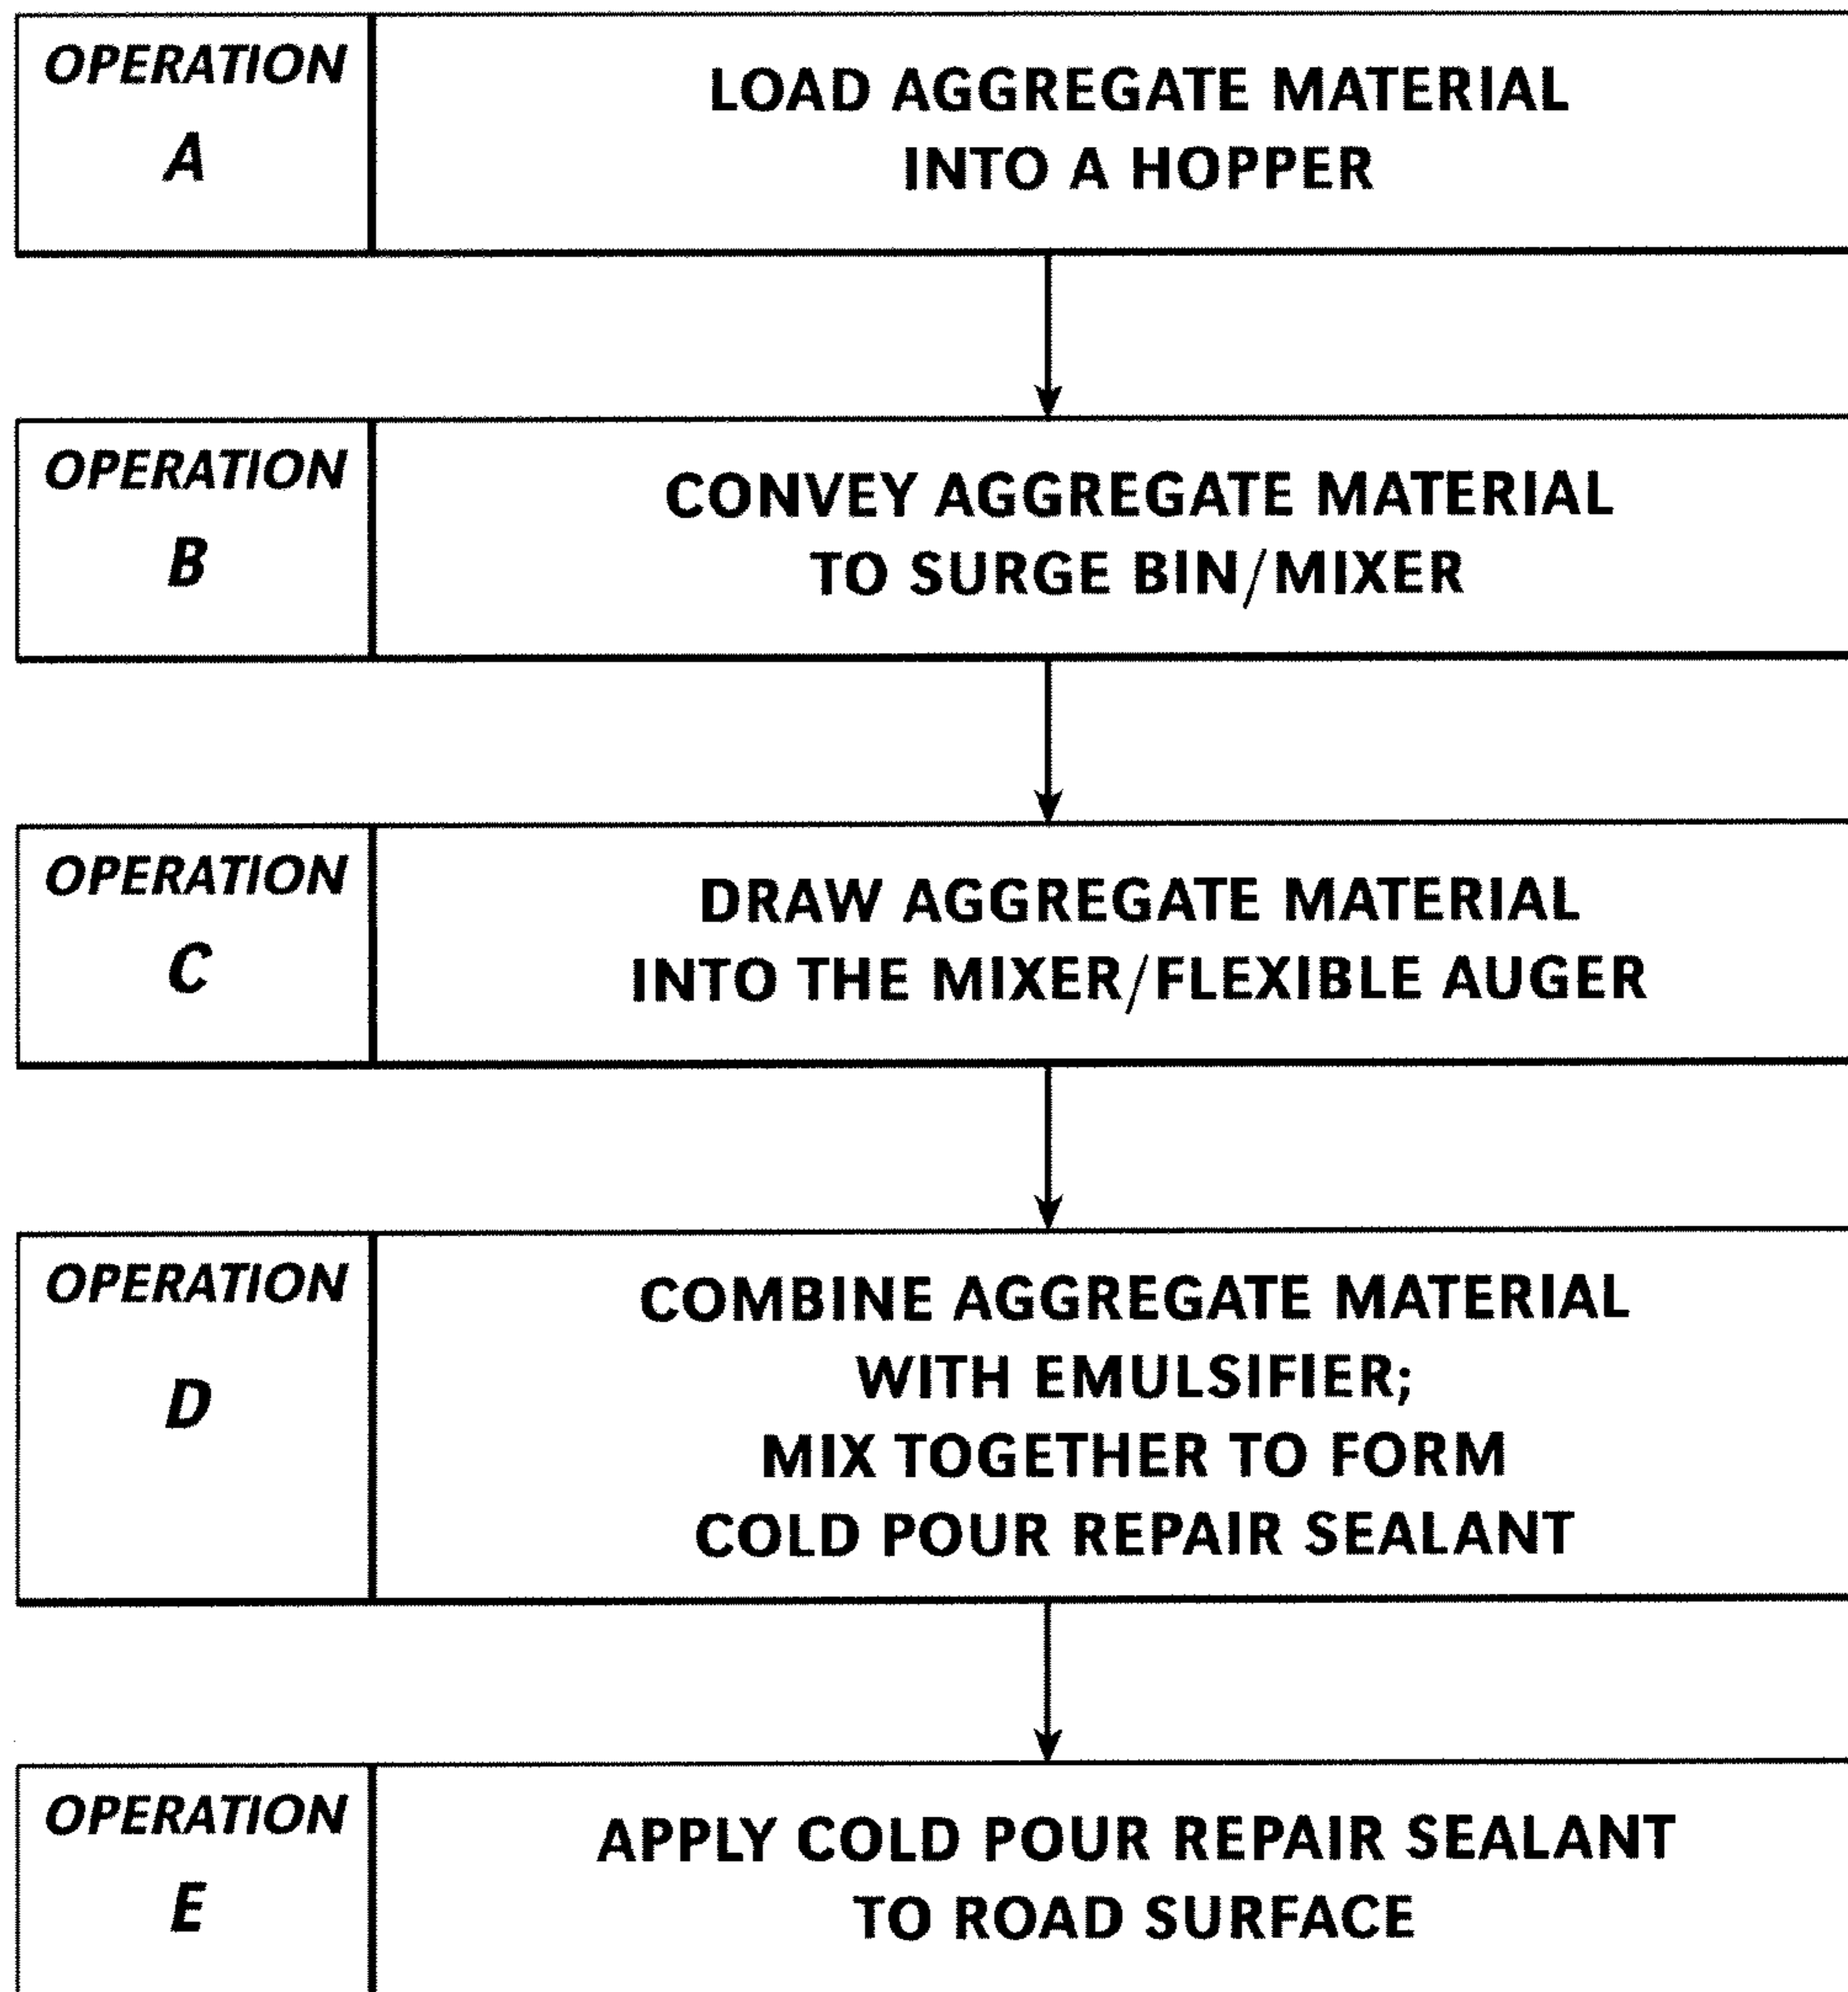 OPERATION
A
LOAD AGGREGATE MATERIAL
INTO A HOPPER
OPERATION
B
CONVEY AGGREGATE MATERIAL
TO SURGE BIN/MIXER
OPERATION
C
DRAW AGGREGATE MATERIAL
INTO THE MIXER/FLEXIBLE AUGER
OPERATION
D
COMBINE AGGREGATE MATERIAL
WITH EMULSIFIER;
MIX TOGETHER TO FORM
COLD POUR REPAIR SEALANT
OPERATION
E
APPLY COLD POUR REPAIR SEALANT
TO ROAD SURFACE